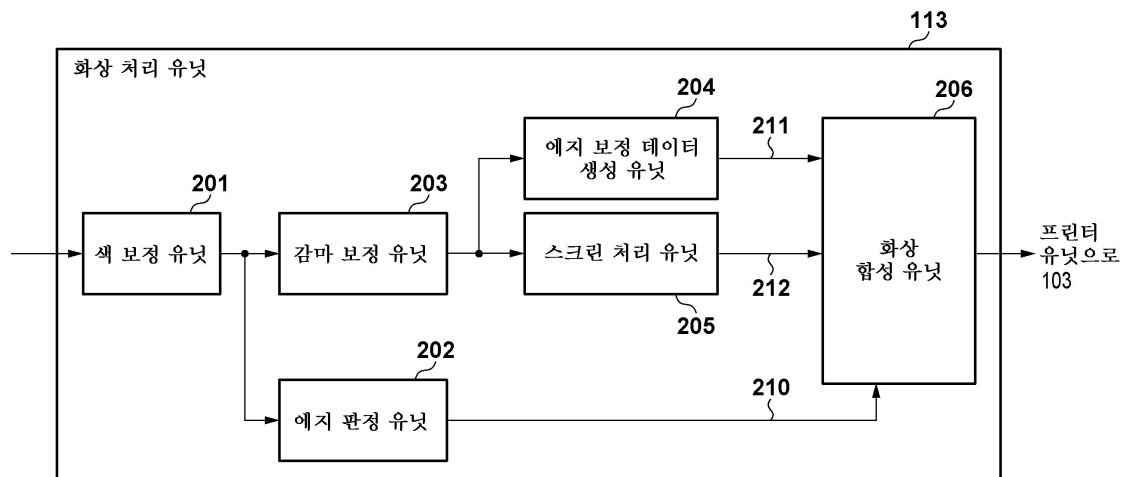 113
화상 처리 유닛
204
206
에지 보정 데이터
생성 유닛
211
201
203
색 보정 유닛
감마 보정 유닛
스크린 처리 유닛
212
205
화상
합성 유닛
프린터
유닛으로
103
202
에지 판정 유닛
210